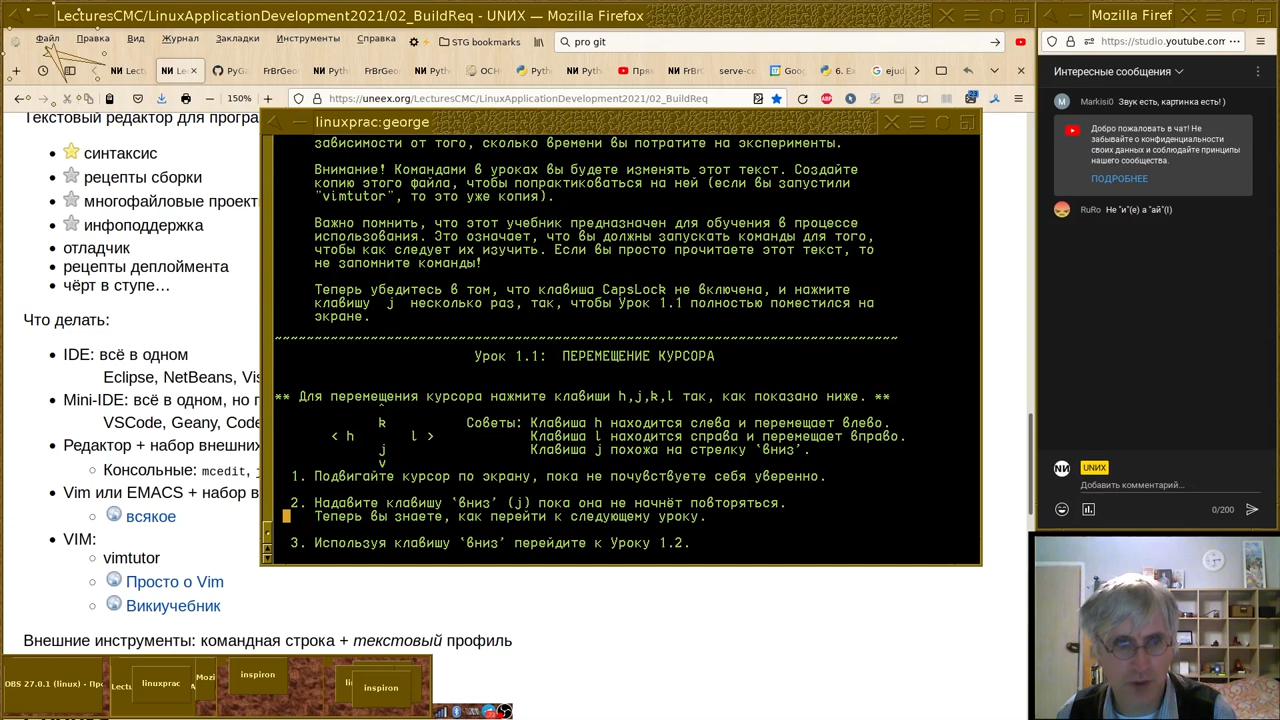 LecturesCMC/LinuxApplicationDevelopment2021/02_BuildReq - UNИX — Mozilla Firefox
Mozilla Firef
Файл Правка Вид Журнал Закладки Инструменты Справка
STG bookmarks
pro git
https://studio.youtube.com
150%
https://uneex.org/LecturesCMC/LinuxApplicationDevelopment2021/02_BuildReq
Интересные сообщения
Markisi0 Звук есть, картинка есть! )
Добро пожаловать в чат! Не
забывайте о конфиденциальности
своих данных и соблюдайте принципы
нашего сообщества.
ПОДРОБНЕЕ
RuRo Не "и"(е) а "ай"(I)
UNИX
Добавить комментарий...
0/200
Текстовый редактор для програ
синтаксис
рецепты сборки
многофайловые проект
инфоподдержка
отладчик
рецепты деплоймента
чёрт в ступе…
Что делать:
IDE: всё в одном
Eclipse, NetBeans, Vis
Mini-IDE: всё в одном, но
VSCode, Geany, Code
Редактор + набор внешних
Консольные: mcedit,
Vim или EMACS + набор в
всякое
VIM:
vimtutor
Просто о Vim
Викиучебник
Внешние инструменты: командная строка + текстовый профиль
linuxprac:george
зависимости от того, сколько времени вы потратите на эксперименты.
Внимание! Командами в уроках вы будете изменять этот текст. Создайте
копию этого файла, чтобы попрактиковаться на ней (если вы запустили
"vimtutor", то это уже копия).
Важно помнить, что этот учебник предназначен для обучения в процессе
использования. Это означает, что вы должны запускать команды для того,
чтобы как следует их изучить. Если вы просто прочитаете этот текст, то
не запомните команды!
Теперь убедитесь в том, что клавиша CapsLock не включена, и нажмите
клавишу j несколько раз, так, чтобы Урок 1.1 полностью поместился на
экране.
~~~~~~~~~~~~~~~~~~~~~~~~~~~~~~~~~~~~~~~~~~~~~~~~~~~~~~~~~~~~~~~~~~~~~~~~~~~~~~
Урок 1.1: ПЕРЕМЕЩЕНИЕ КУРСОРА
** Для перемещения курсора нажмите клавиши h,j,k,l так, как показано ниже. **
^
k Советы: Клавиша h находится слева и перемещает влево.
< h l > Клавиша l находится справа и перемещает вправо.
j Клавиша j похожа на стрелку `вниз`.
v
1. Подвигайте курсор по экрану, пока не почувствуете себя уверенно.
2. Надавите клавишу `вниз` (j) пока она не начнёт повторяться.
Теперь вы знаете, как перейти к следующему уроку.
3. Используя клавишу `вниз` перейдите к Уроку 1.2.
OBS 27.0.1 (linux) - Пр
Lectu
linuxprac
Mozi
inspiron
inspiron